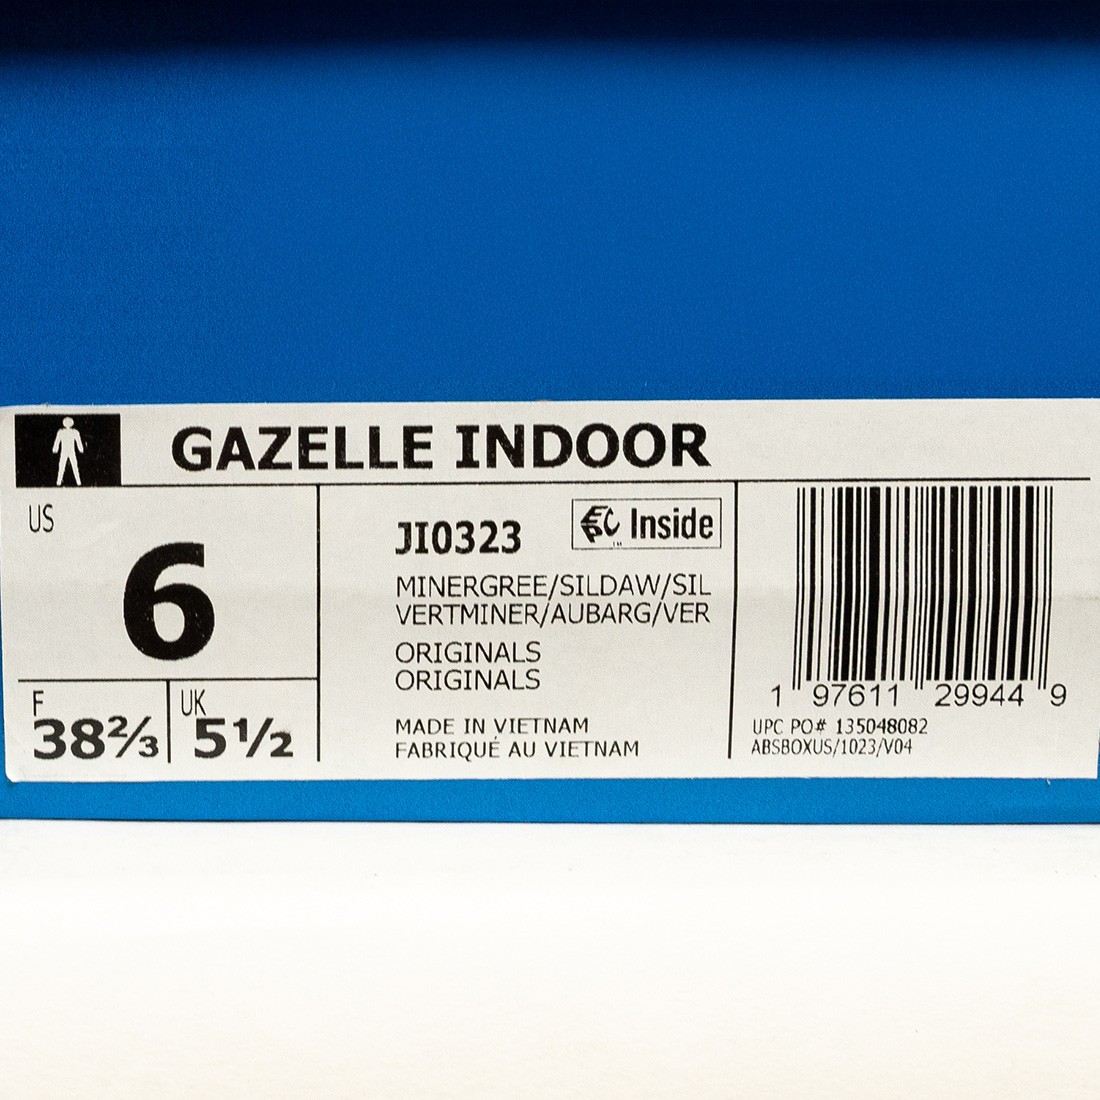 GAZELLE INDOOR
US
6
F
38⅔
UK
5½
JI0323
EPC Inside
MINERGREE/SILDAW/SIL
VERTMINER/AUBARG/VER
ORIGINALS
ORIGINALS
MADE IN VIETNAM
FABRIQUÉ AU VIETNAM
1 97611 29944 9
UPC PO# 135048082
ABSBOXUS/1023/V04